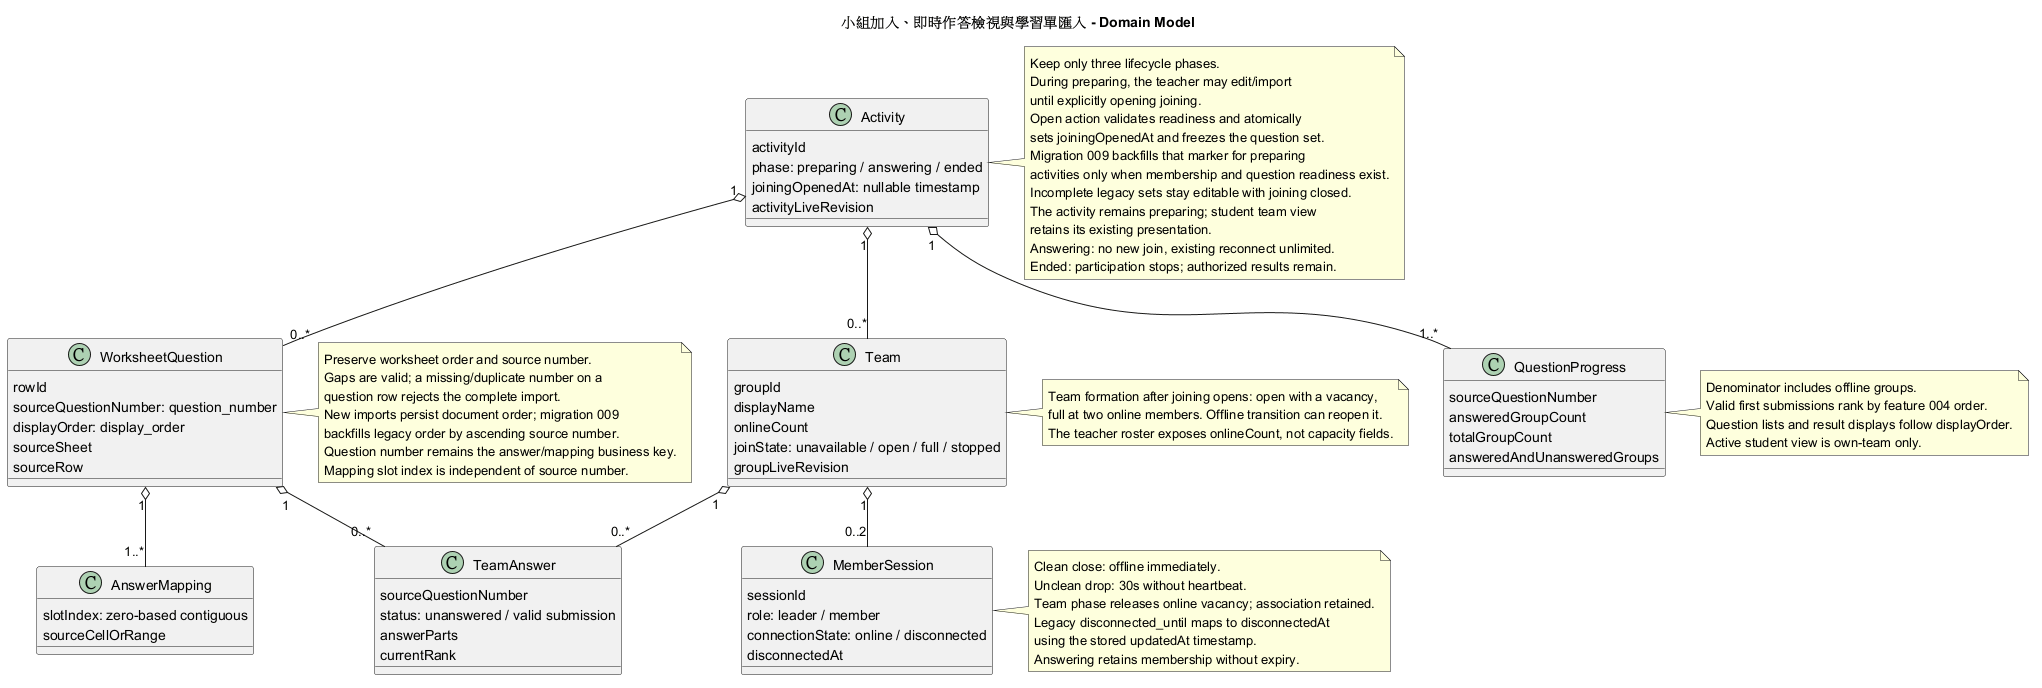 小組加入、即時作答檢視與學習單匯入 - Domain Model
Keep only three lifecycle phases.
During preparing, the teacher may edit/import
until explicitly opening joining.
Open action validates readiness and atomically
sets joiningOpenedAt and freezes the question set.
Migration 009 backfills that marker for preparing
activities only when membership and question readiness exist.
Incomplete legacy sets stay editable with joining closed.
The activity remains preparing; student team view
retains its existing presentation.
Answering: no new join, existing reconnect unlimited.
Ended: participation stops; authorized results remain.
C Activity
activityId
phase: preparing / answering / ended
joiningOpenedAt: nullable timestamp
activityLiveRevision
1
1
1
0..*
0..*
1..*
C WorksheetQuestion
rowId
sourceQuestionNumber: question_number
displayOrder: display_order
sourceSheet
sourceRow
Preserve worksheet order and source number.
Gaps are valid; a missing/duplicate number on a
question row rejects the complete import.
New imports persist document order; migration 009
backfills legacy order by ascending source number.
Question number remains the answer/mapping business key.
Mapping slot index is independent of source number.
C Team
groupId
displayName
onlineCount
joinState: unavailable / open / full / stopped
groupLiveRevision
Team formation after joining opens: open with a vacancy,
full at two online members. Offline transition can reopen it.
The teacher roster exposes onlineCount, not capacity fields.
C QuestionProgress
sourceQuestionNumber
answeredGroupCount
totalGroupCount
answeredAndUnansweredGroups
Denominator includes offline groups.
Valid first submissions rank by feature 004 order.
Question lists and result displays follow displayOrder.
Active student view is own-team only.
1
1
1
1
1..*
0..*
0..*
0..2
C AnswerMapping
slotIndex: zero-based contiguous
sourceCellOrRange
C TeamAnswer
sourceQuestionNumber
status: unanswered / valid submission
answerParts
currentRank
C MemberSession
sessionId
role: leader / member
connectionState: online / disconnected
disconnectedAt
Clean close: offline immediately.
Unclean drop: 30s without heartbeat.
Team phase releases online vacancy; association retained.
Legacy disconnected_until maps to disconnectedAt
using the stored updatedAt timestamp.
Answering retains membership without expiry.